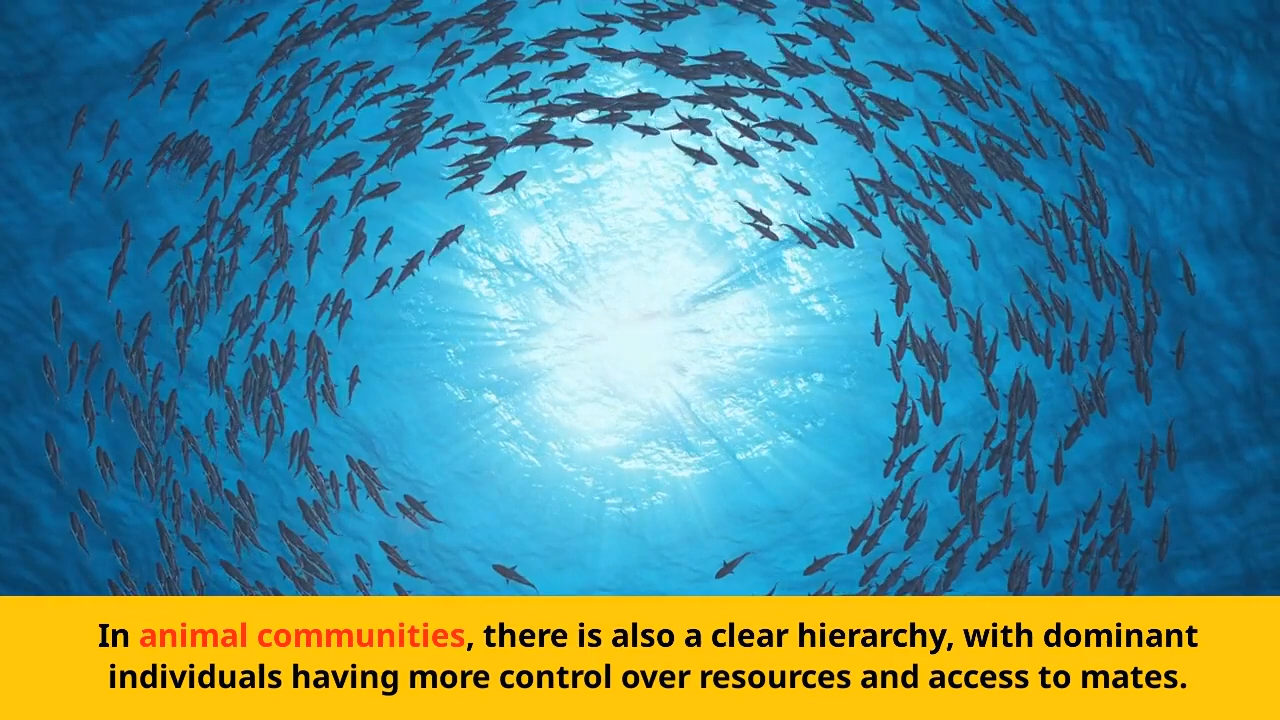 In animal communities, there is also a clear hierarchy, with dominant
individuals having more control over resources and access to mates.